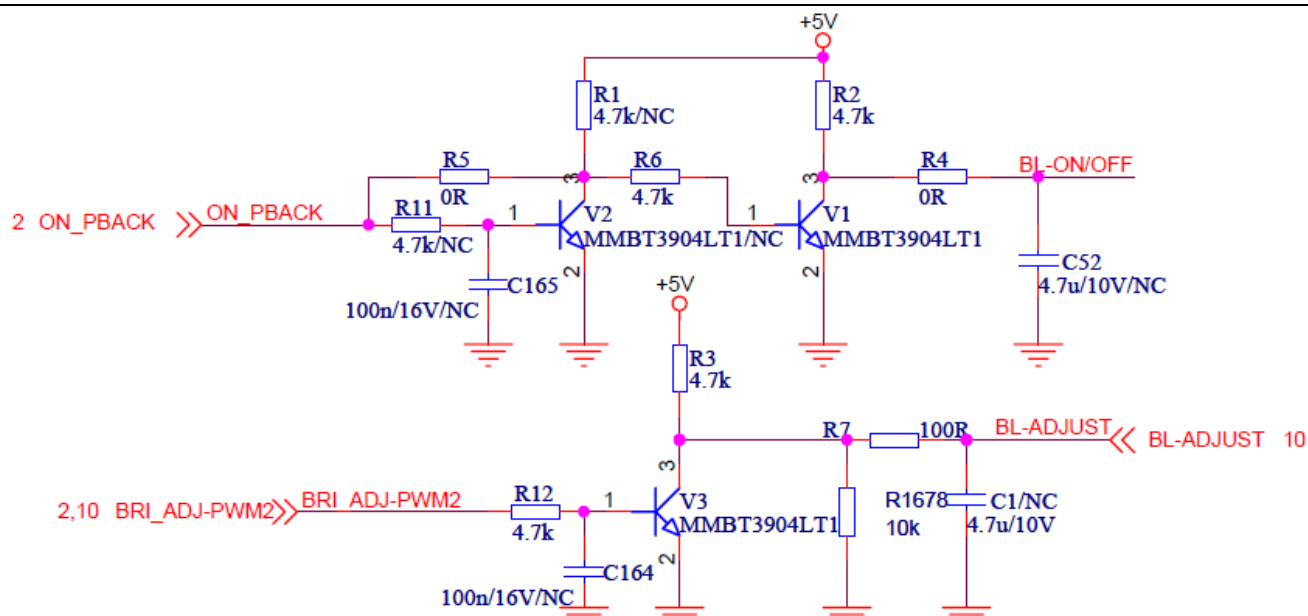 +5V
R1
4.7k/NC
R2
4.7k
R5
0R
3
R6
4.7k
3
R4
0R
BL-ON/OFF
2 ON_PBACK
ON_PBACK
R11
4.7k/NC
1
V2
MMBT3904LT1/NC
2
1
V1
MMBT3904LT1
2
C165
100n/16V/NC
C52
4.7u/10V/NC
+5V
R3
4.7k
R7
100R
BL-ADJUST
BL-ADJUST 10
3
2,10 BRI_ADJ-PWM2
BRI_ADJ-PWM2
R12
4.7k
1
V3
MMBT3904LT1
2
R1678
10k
C1/NC
4.7u/10V
C164
100n/16V/NC